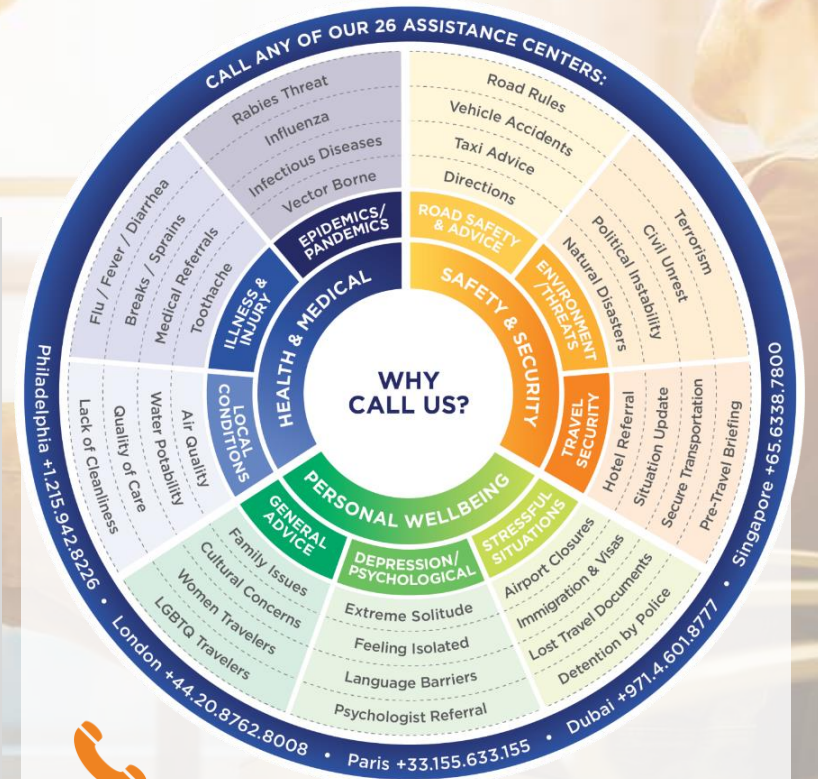 CALL ANY OF OUR 26 ASSISTANCE CENTERS:
WHY
CALL US?
HEALTH & MEDICAL
EPIDEMICS/
PANDEMICS
Rabies Threat
Influenza
Infectious Diseases
Vector Borne
ILLNESS &
INJURY
Flu / Fever / Diarrhea
Breaks / Sprains
Medical Referrals
Toothache
LOCAL
CONDITIONS
Lack of Cleanliness
Quality of Care
Water Potability
Air Quality
SAFETY & SECURITY
ROAD SAFETY
& ADVICE
Road Rules
Vehicle Accidents
Taxi Advice
Directions
ENVIRONMENT
/THREATS
Terrorism
Civil Unrest
Political Instability
Natural Disasters
TRAVEL
SECURITY
Hotel Referral
Situation Update
Secure Transportation
Pre-Travel Briefing
PERSONAL WELLBEING
GENERAL
ADVICE
Family Issues
Cultural Concerns
Women Travelers
LGBTQ Travelers
DEPRESSION/
PSYCHOLOGICAL
Extreme Solitude
Feeling Isolated
Language Barriers
Psychologist Referral
STRESSFUL
SITUATIONS
Airport Closures
Immigration & Visas
Lost Travel Documents
Detention by Police
Philadelphia +1.215.942.8226 • London +44.20.8762.8008 • Paris +33.155.633.155 • Dubai +971.4.601.8777 • Singapore +65.6338.7800